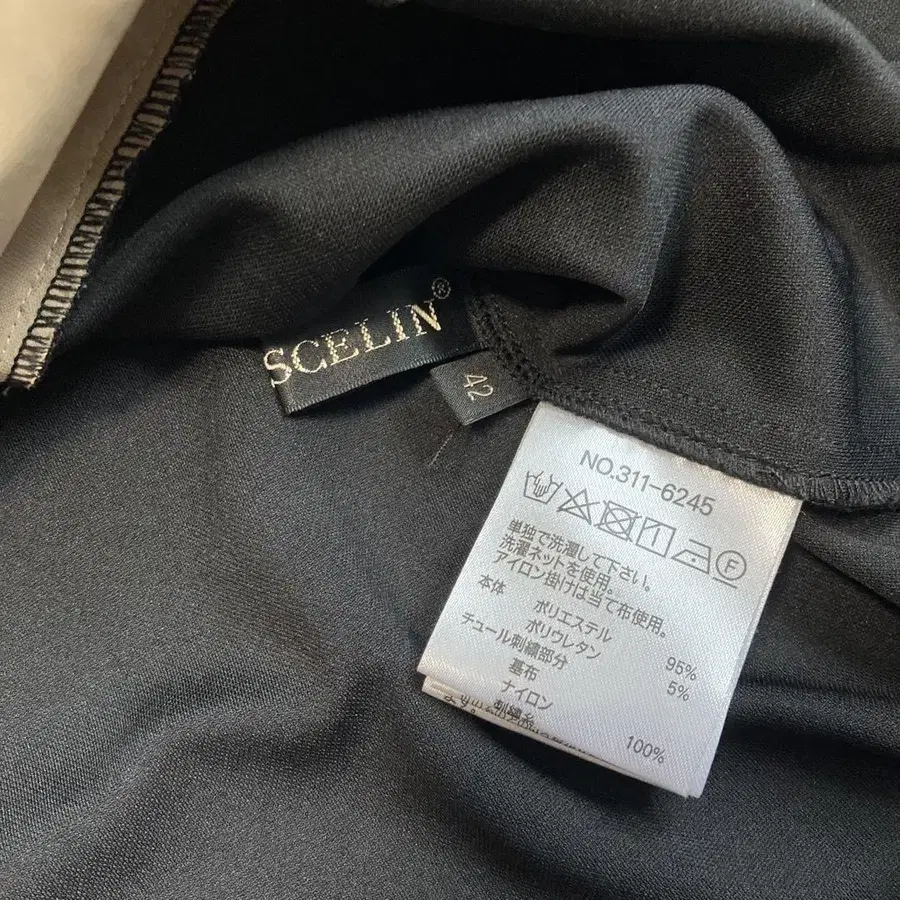 SCELIN®
42
NO.311-6245
F
単独で洗濯して下さい。
洗濯ネットを使用。
アイロン掛けは当て布使用。
本体
ポリエステル 95%
ポリウレタン 5%
チュール刺繍部分
基布
ナイロン 100%
刺繍糸